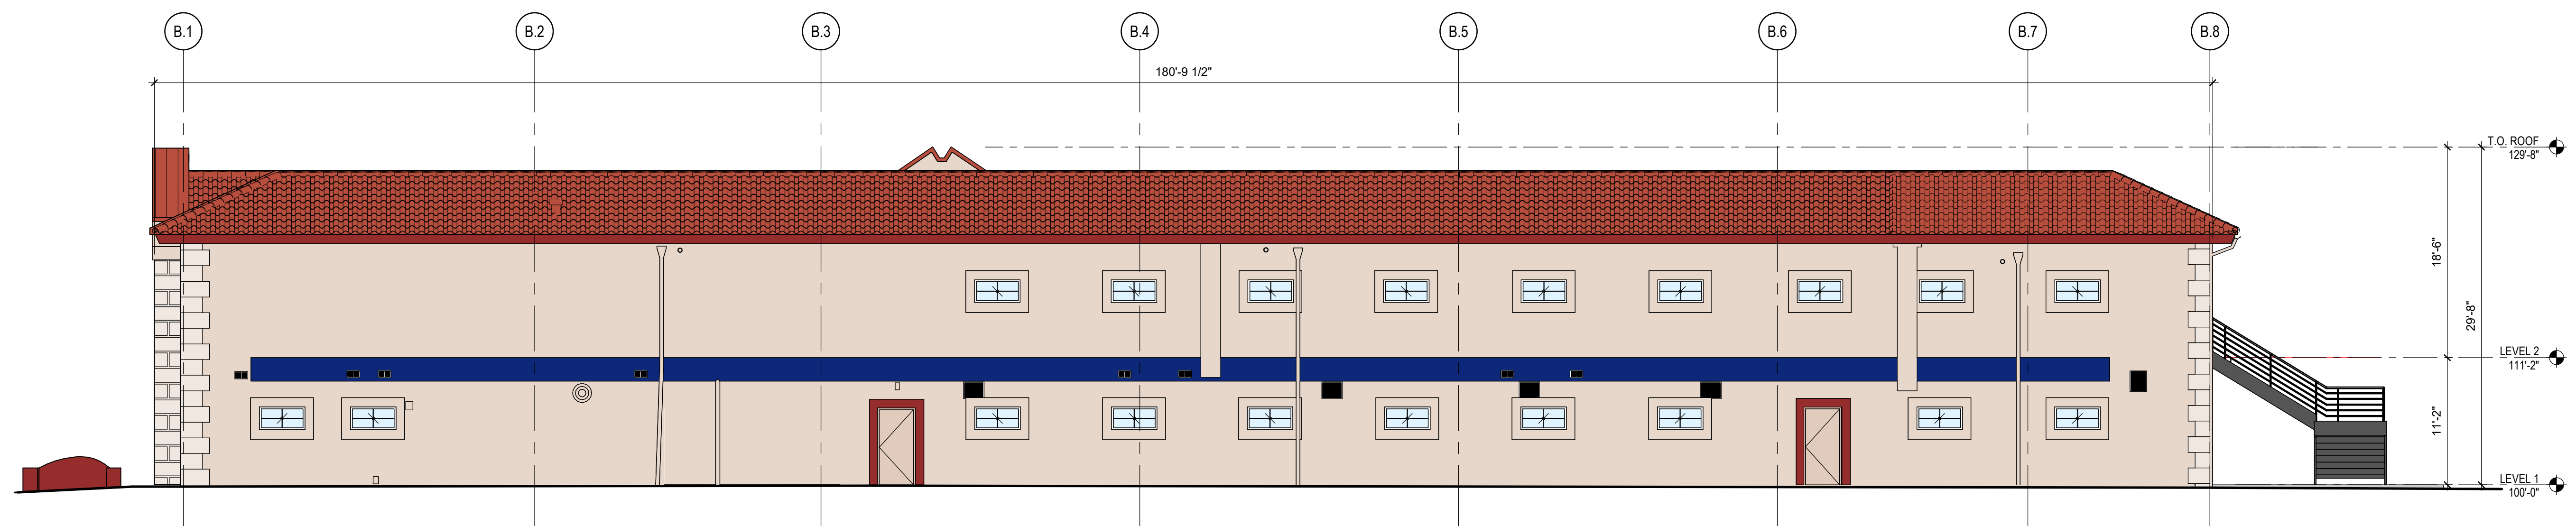 B.1
B.2
B.3
B.4
B.5
B.6
B.7
B.8
180'-9 1/2"
T.O. ROOF
129'-8"
18'-6"
29'-8"
LEVEL 2
111'-2"
11'-2"
LEVEL 1
100'-0"